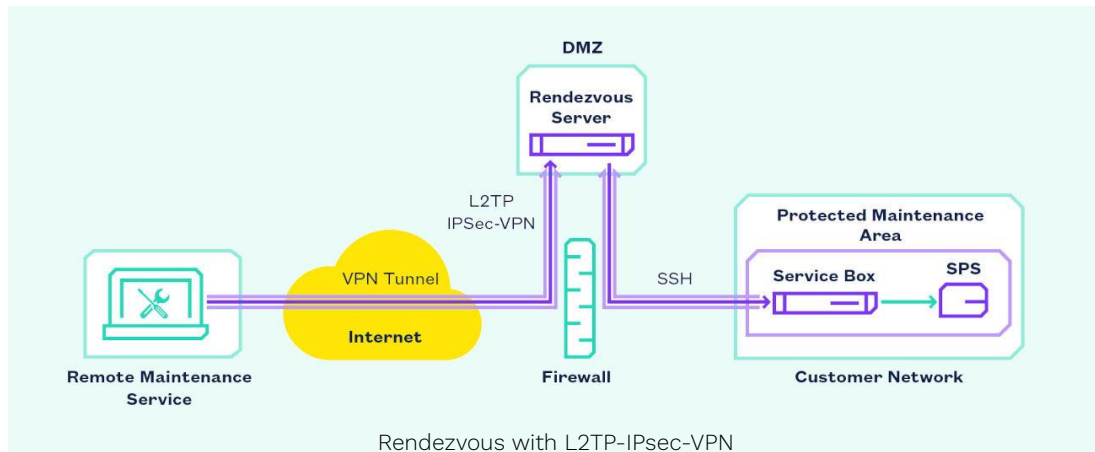 DMZ
Rendezvous
Server
L2TP
IPSec-VPN
Protected Maintenance
Area
Service Box
SPS
VPN Tunnel
SSH
Internet
Remote Maintenance
Service
Firewall
Customer Network
Rendezvous with L2TP-IPsec-VPN